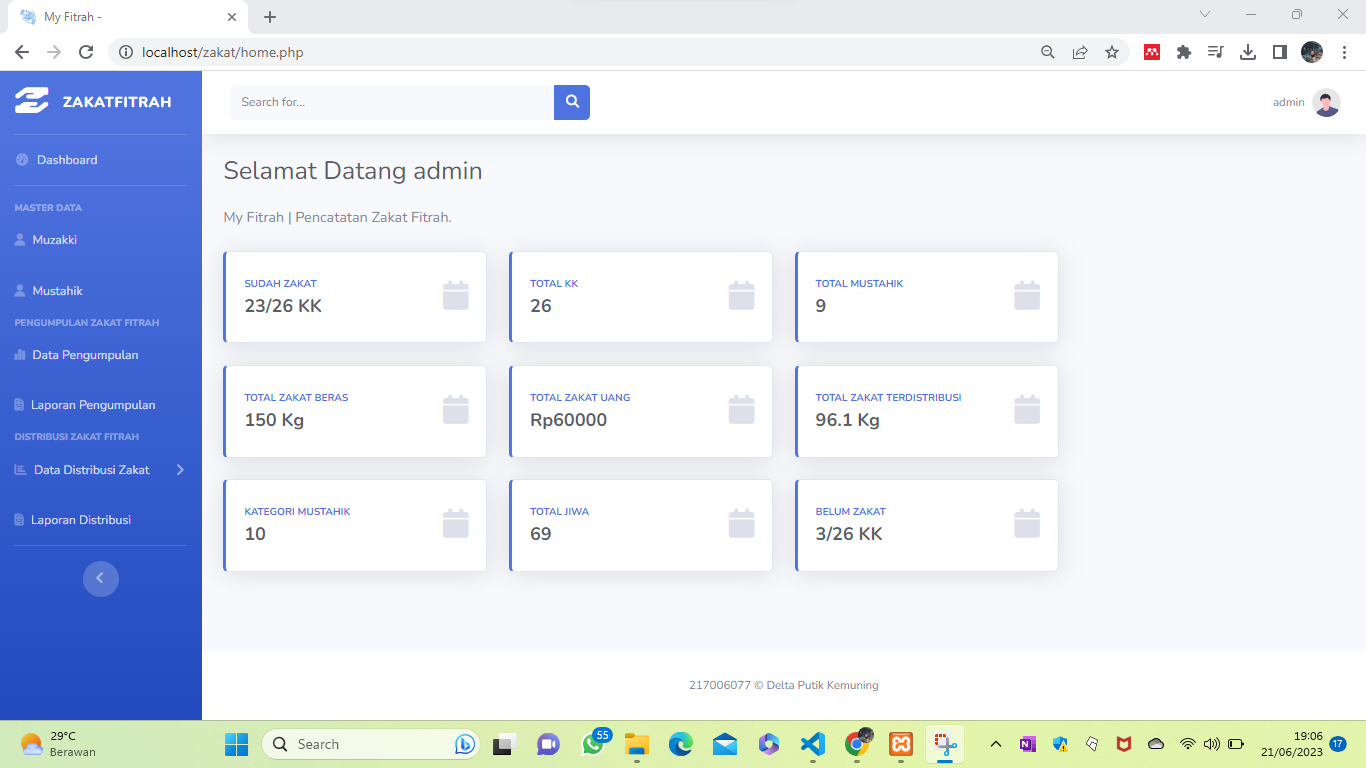 My Fitrah -
localhost/zakat/home.php
ZAKATFITRAH
Search for...
admin
Dashboard
MASTER DATA
Muzakki
Mustahik
PENGUMPULAN ZAKAT FITRAH
Data Pengumpulan
Laporan Pengumpulan
DISTRIBUSI ZAKAT FITRAH
Data Distribusi Zakat
Laporan Distribusi
Selamat Datang admin
My Fitrah | Pencatatan Zakat Fitrah.
SUDAH ZAKAT
23/26 KK
TOTAL KK
26
TOTAL MUSTAHIK
9
TOTAL ZAKAT BERAS
150 Kg
TOTAL ZAKAT UANG
Rp60000
TOTAL ZAKAT TERDISTRIBUSI
96.1 Kg
KATEGORI MUSTAHIK
10
TOTAL JIWA
69
BELUM ZAKAT
3/26 KK
217006077 © Delta Putik Kemuning
29°C
Berawan
Search
55
19:06
21/06/2023
17